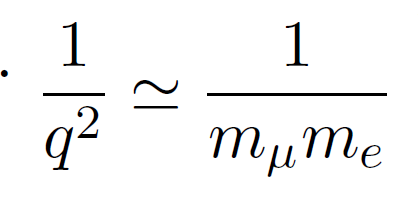 . 1/q² ≃ 1/(m_μ m_e)